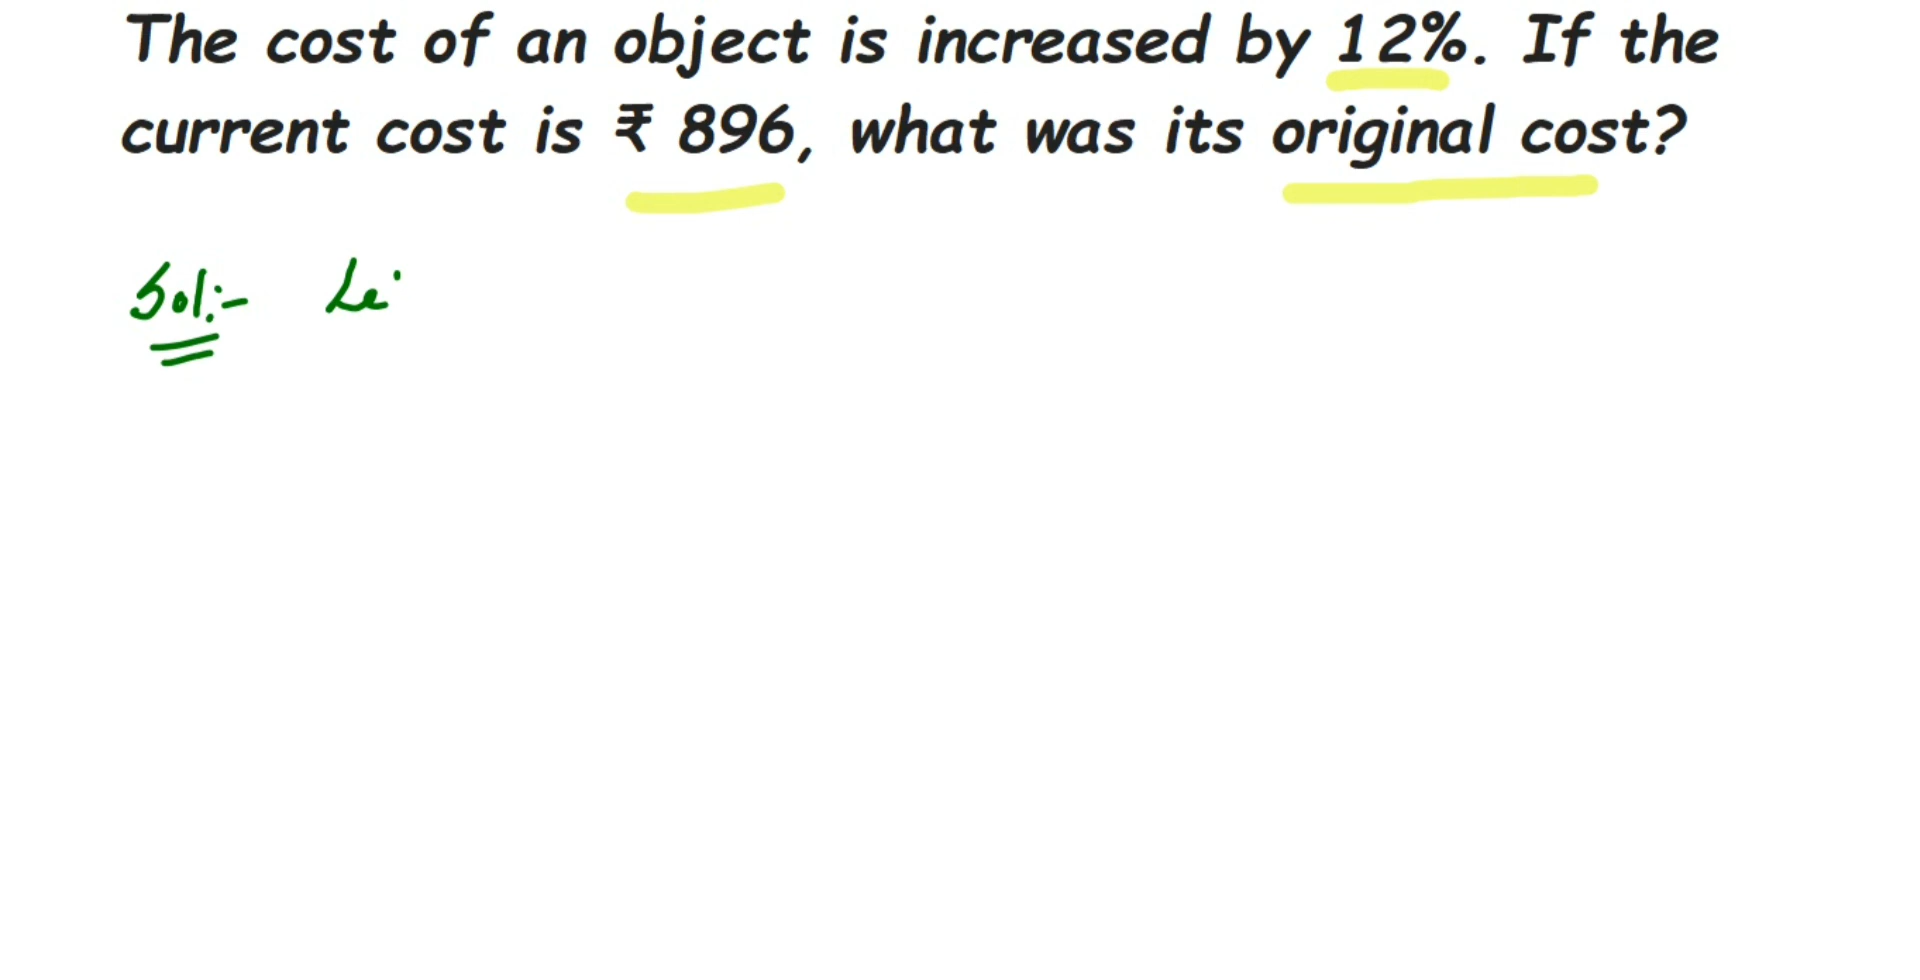 The cost of an object is increased by 12%. If the
current cost is ₹ 896, what was its original cost?
Sol:- Le